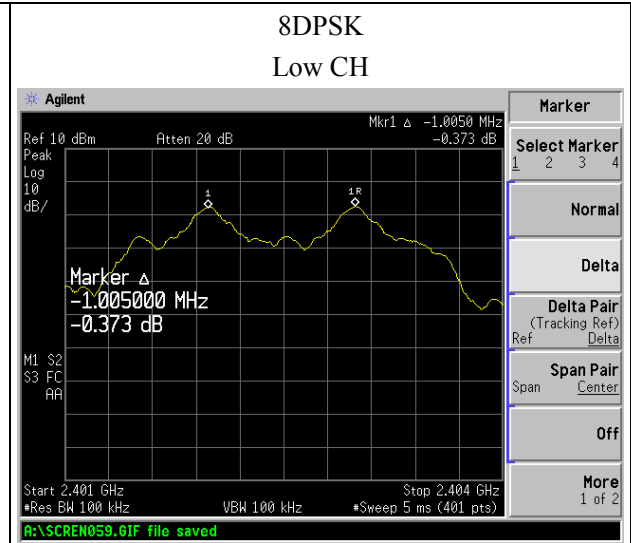 8DPSK
Low CH
Agilent
Mkr1 Δ -1.0050 MHz
Ref 10 dBm Atten 20 dB -0.373 dB
Peak
Log
10
dB/
1
1R
Marker Δ
-1.005000 MHz
-0.373 dB
M1 S2
S3 FC
AA
Start 2.401 GHz Stop 2.404 GHz
#Res BW 100 kHz VBW 100 kHz #Sweep 5 ms (401 pts)
A:\SCREN059.GIF file saved
Marker
Select Marker
1 2 3 4
Normal
Delta
Delta Pair
(Tracking Ref)
Ref Delta
Span Pair
Span Center
Off
More
1 of 2